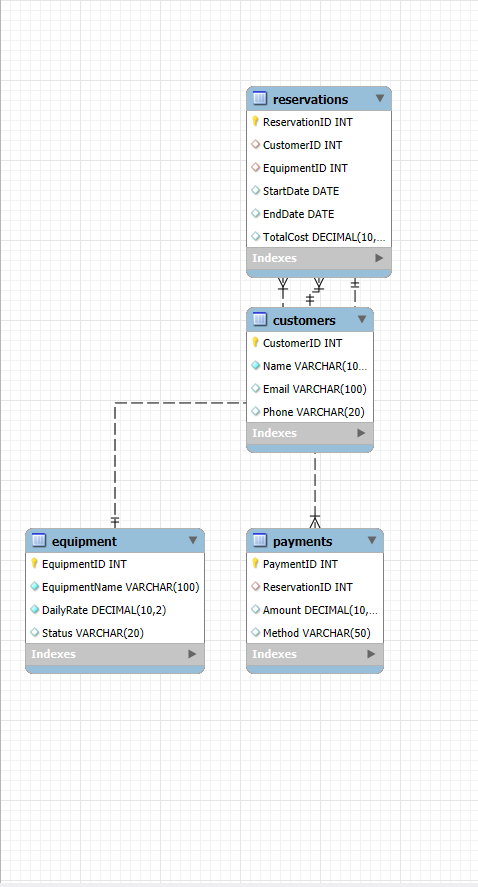 reservations
ReservationID INT
CustomerID INT
EquipmentID INT
StartDate DATE
EndDate DATE
TotalCost DECIMAL(10,...
Indexes
customers
CustomerID INT
Name VARCHAR(10...
Email VARCHAR(100)
Phone VARCHAR(20)
Indexes
equipment
EquipmentID INT
EquipmentName VARCHAR(100)
DailyRate DECIMAL(10,2)
Status VARCHAR(20)
Indexes
payments
PaymentID INT
ReservationID INT
Amount DECIMAL(10,...
Method VARCHAR(50)
Indexes